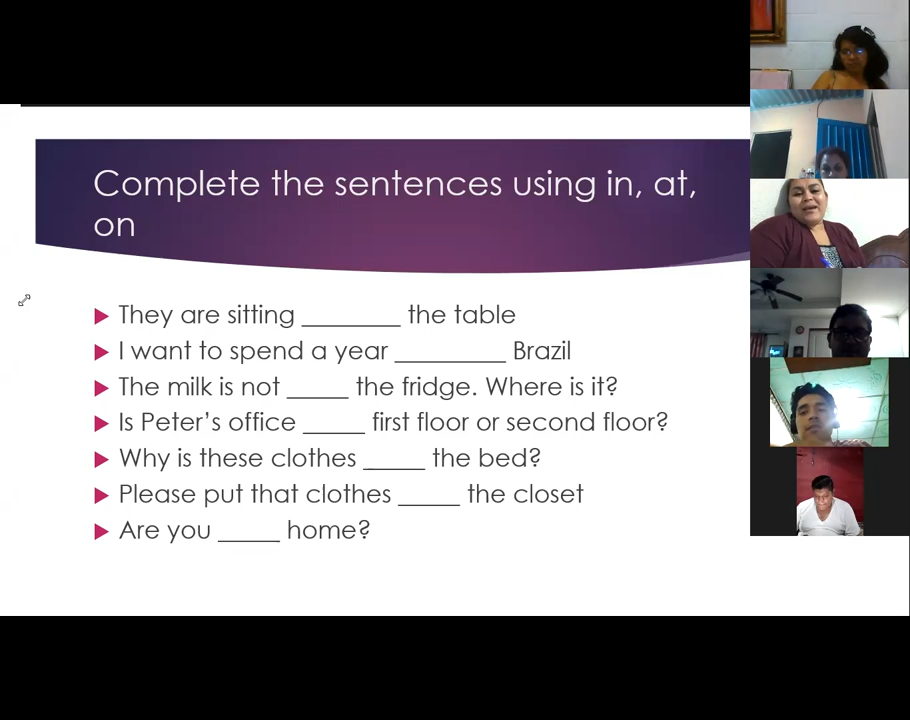 Complete the sentences using in, at,
on
They are sitting ________ the table
I want to spend a year _________ Brazil
The milk is not _____ the fridge. Where is it?
Is Peter’s office _____ first floor or second floor?
Why is these clothes _____ the bed?
Please put that clothes _____ the closet
Are you _____ home?